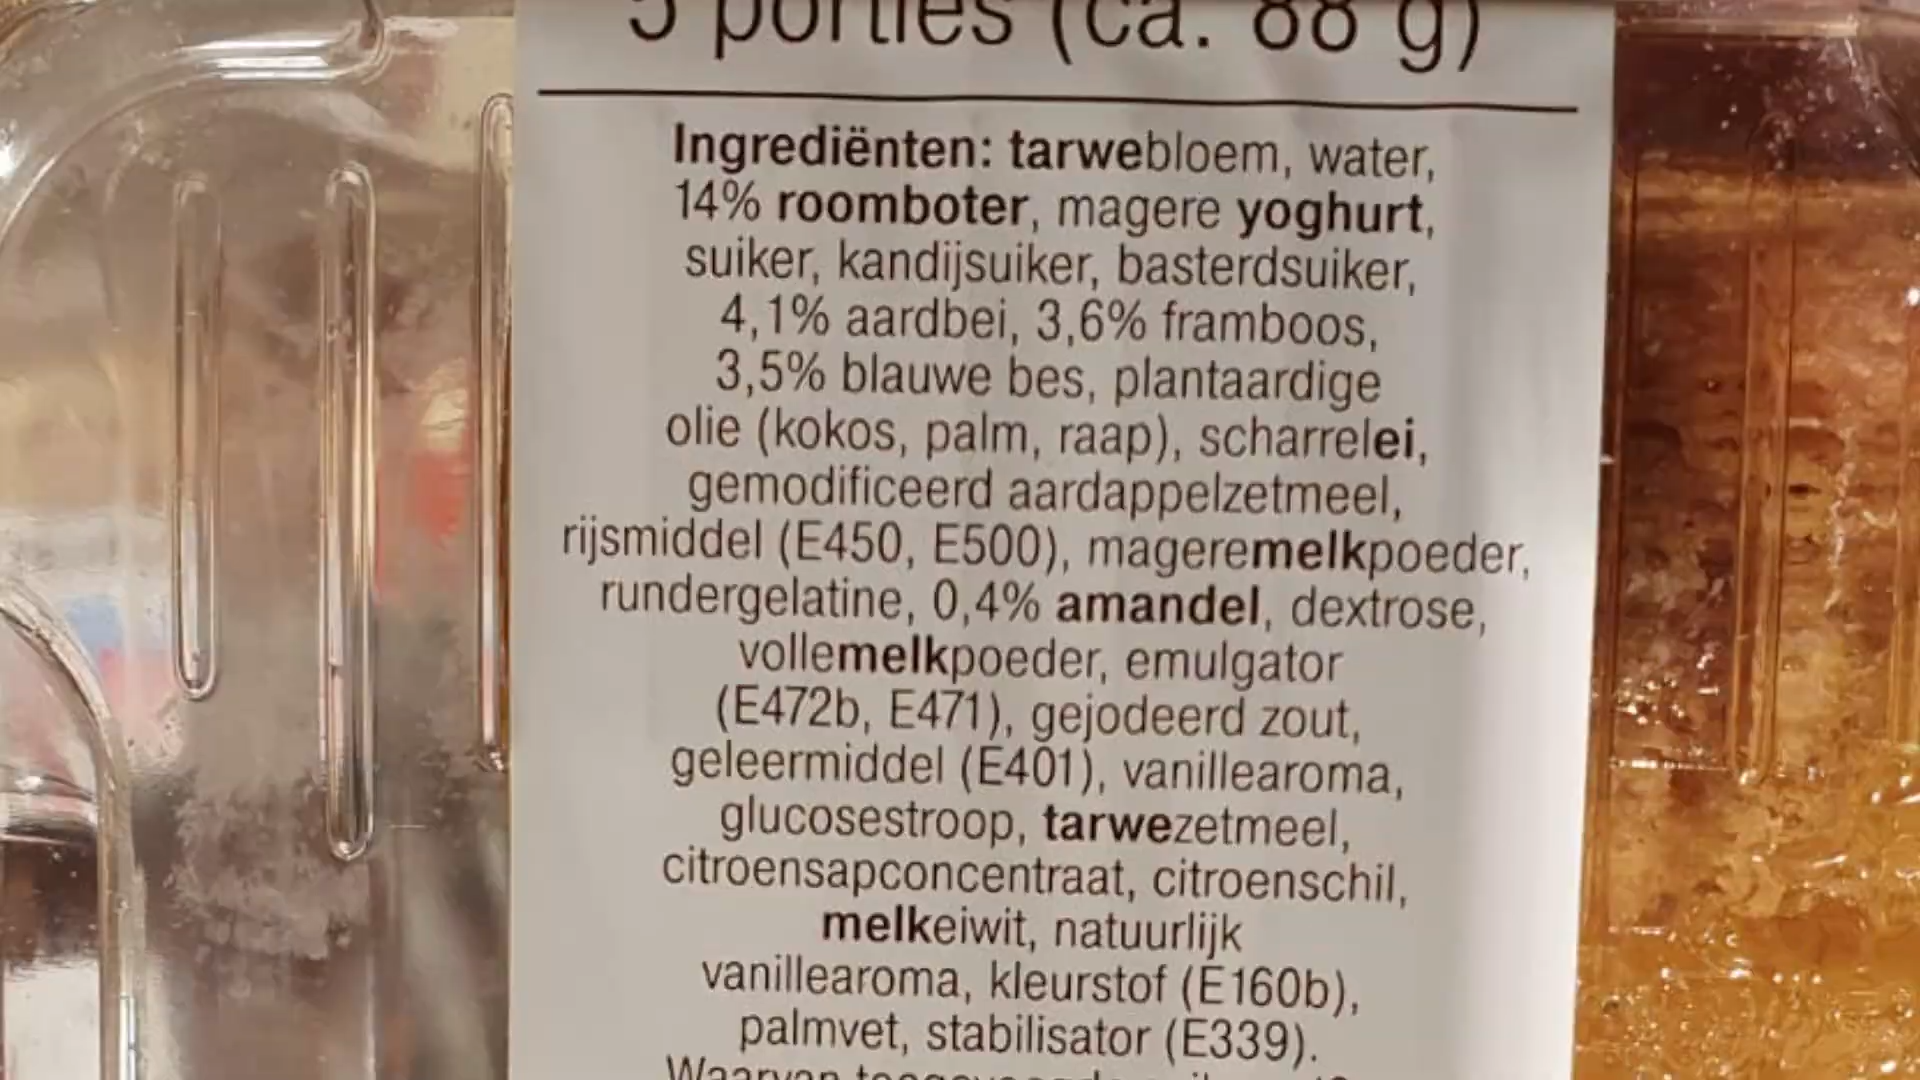 5 porties (ca. 88 g)
Ingrediënten: tarwebloem, water,
14% roomboter, magere yoghurt,
suiker, kandijsuiker, basterdsuiker,
4,1% aardbei, 3,6% framboos,
3,5% blauwe bes, plantaardige
olie (kokos, palm, raap), scharrelei,
gemodificeerd aardappelzetmeel,
rijsmiddel (E450, E500), mageremelkpoeder,
rundergelatine, 0,4% amandel, dextrose,
vollemelkpoeder, emulgator
(E472b, E471), gejodeerd zout,
geleermiddel (E401), vanillearoma,
glucosestroop, tarwezetmeel,
citroensapconcentraat, citroenschil,
melkeiwit, natuurlijk
vanillearoma, kleurstof (E160b),
palmvet, stabilisator (E339).
Waarvan